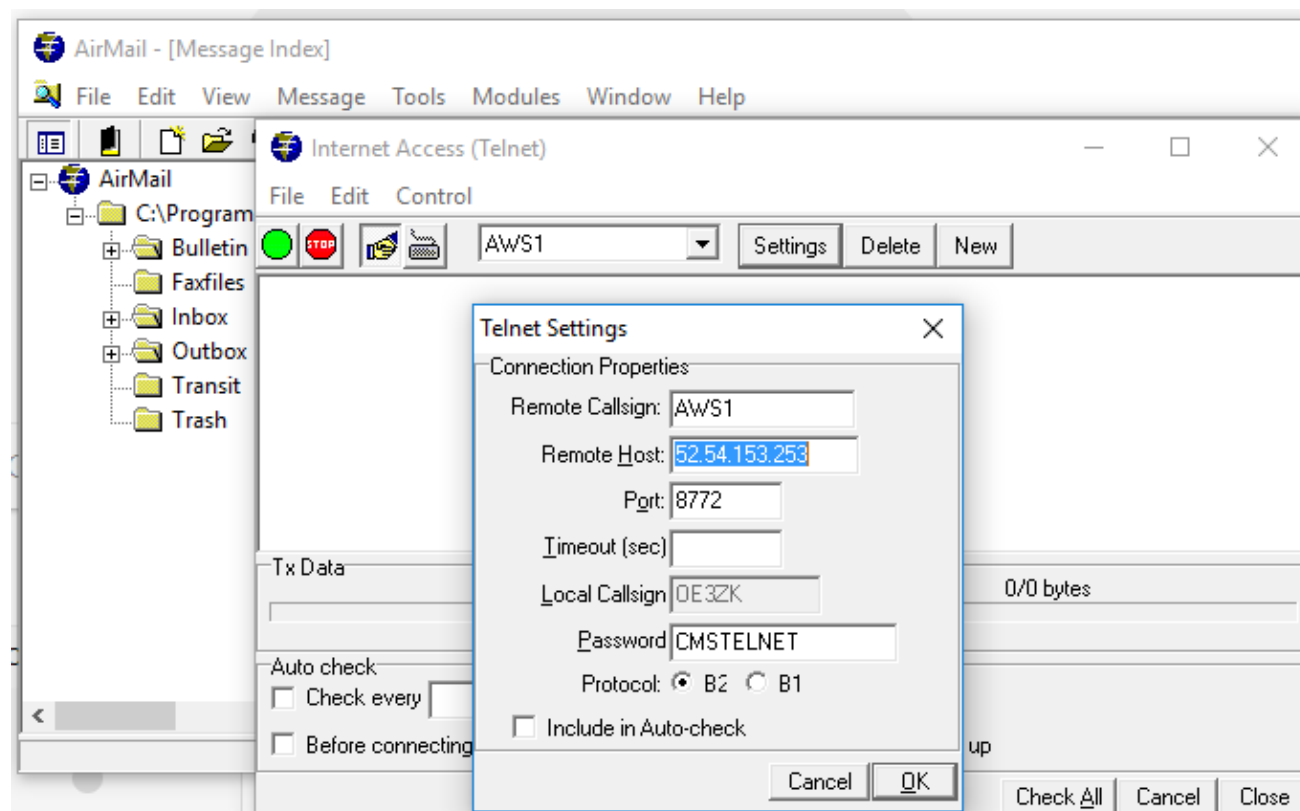 AirMail - [Message Index]
File Edit View Message Tools Modules Window Help
Internet Access (Telnet)
File Edit Control
AirMail
C:\Program
Bulletin
Faxfiles
Inbox
Outbox
Transit
Trash
STOP
AWS1
Settings Delete New
Telnet Settings
Connection Properties
Remote Callsign: AWS1
Remote Host: 52.54.153.253
Port: 8772
Timeout (sec)
Local Callsign OE3ZK
Password CMSTELNET
Protocol: B2 B1
Include in Auto-check
Cancel OK
Tx Data
0/0 bytes
Auto check
Check every
Before connecting
up
Check All Cancel Close